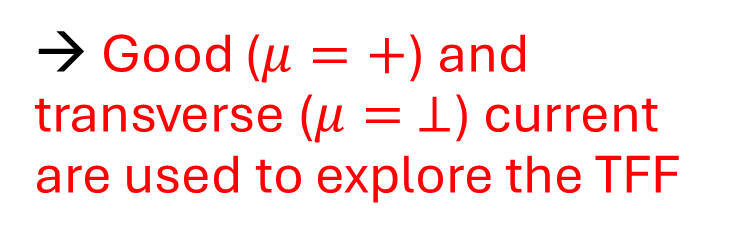 → Good (μ = +) and
transverse (μ = ⊥) current
are used to explore the TFF